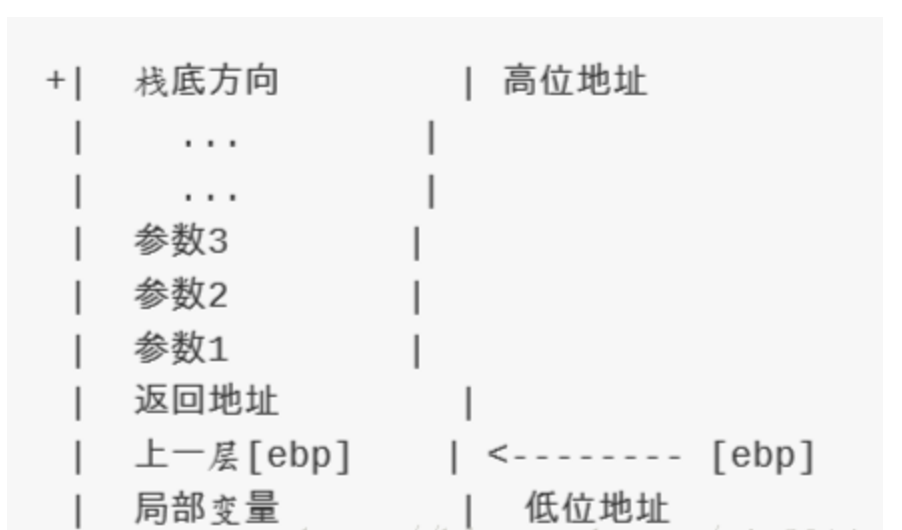 +|  栈底方向  | 高位地址
|  ...  |
|  ...  |
|  参数3  |
|  参数2  |
|  参数1  |
|  返回地址  |
|  上一层[ebp]  | <-------- [ebp]
|  局部变量  |  低位地址